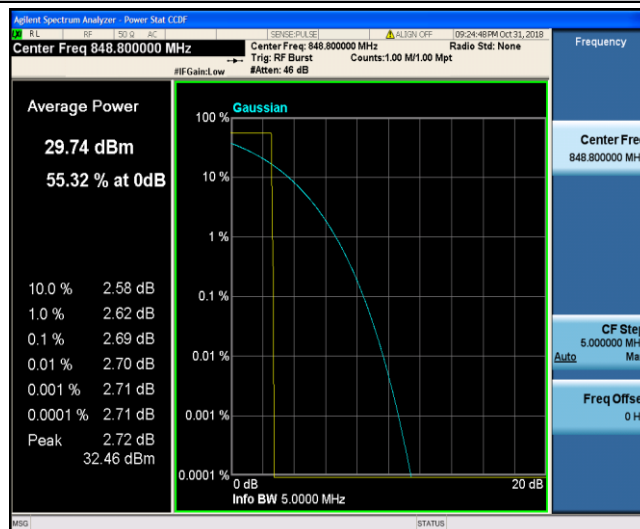 Agilent Spectrum Analyzer - Power Stat CCDF
RL RF 50 Ω AC SENSE:PULSE ALIGN OFF 09:24:48 PM Oct 31, 2018
Center Freq 848.800000 MHz
Center Freq: 848.800000 MHz Radio Std: None
Trig: RF Burst Counts:1.00 M/1.00 Mpt
#IFGain:Low #Atten: 46 dB
Frequency
Average Power
29.74 dBm
55.32 % at 0dB
10.0 % 2.58 dB
1.0 % 2.62 dB
0.1 % 2.69 dB
0.01 % 2.70 dB
0.001 % 2.71 dB
0.0001 % 2.71 dB
Peak 2.72 dB
32.46 dBm
Gaussian
100 %
10 %
1 %
0.1 %
0.01 %
0.001 %
0.0001 %
0 dB 20 dB
Info BW 5.0000 MHz
Center Fre
848.800000 MH
CF Ste
5.000000 MH
Auto Ma
Freq Offse
0 H
MSG STATUS